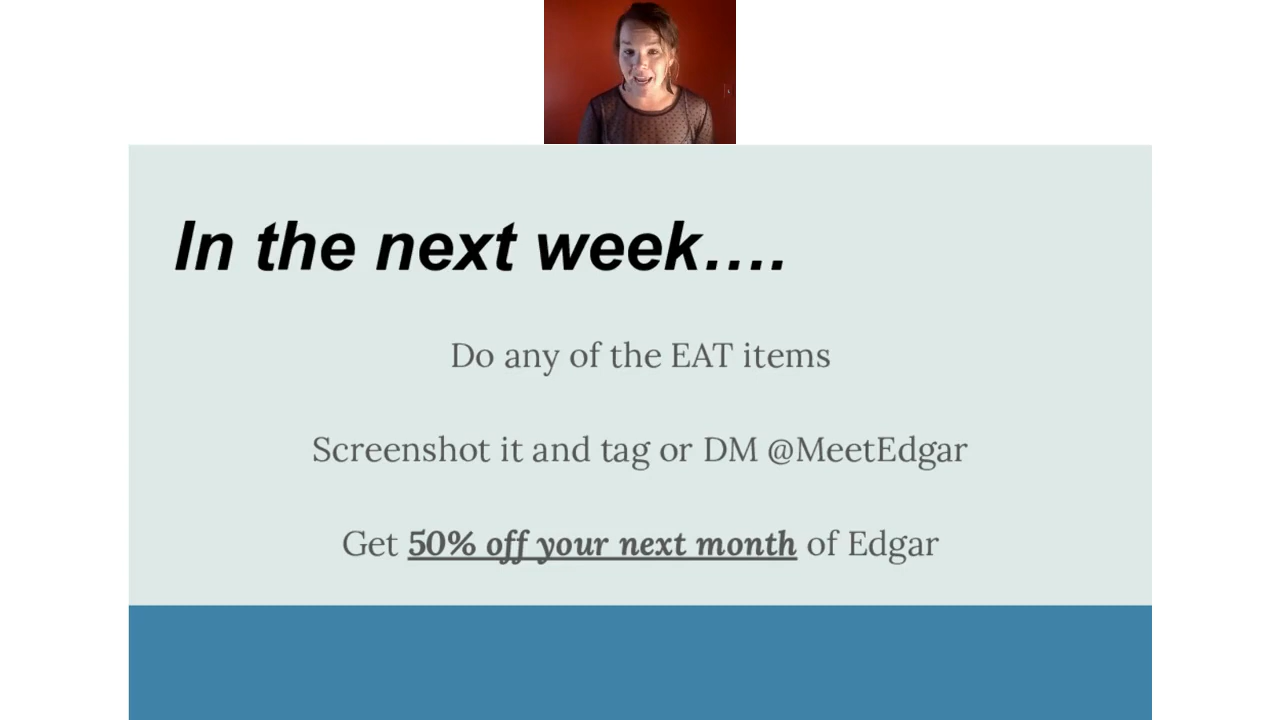 In the next week….
Do any of the EAT items
Screenshot it and tag or DM @MeetEdgar
Get 50% off your next month of Edgar